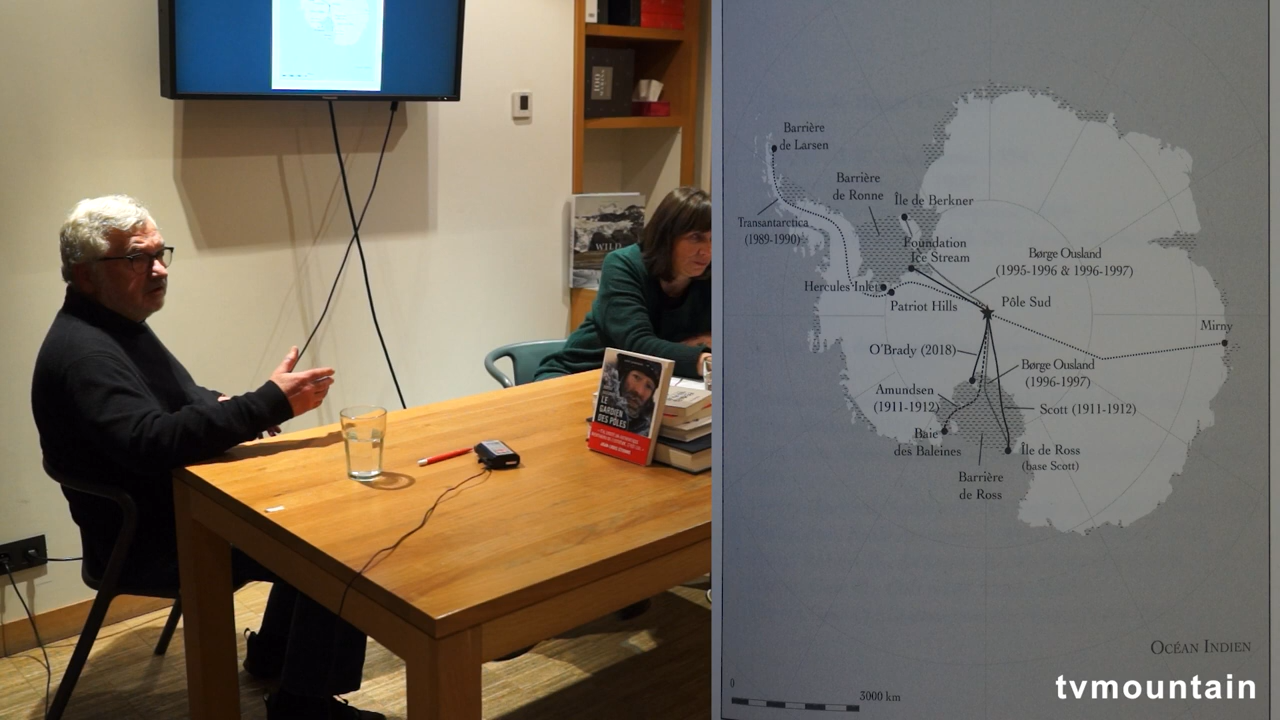 WILD
LE
GARDIEN
DES PÔLES
Barrière
de Larsen
Barrière
de Ronne
Île de Berkner
Transantarctica
(1989-1990)
Foundation
Ice Stream
Børge Ousland
(1995-1996 & 1996-1997)
Hercules Inlet
Patriot Hills
Pôle Sud
Mirny
O'Brady (2018)
Børge Ousland
(1996-1997)
Amundsen
(1911-1912)
Scott (1911-1912)
Baie
des Baleines
Île de Ross
(base Scott)
Barrière
de Ross
OCÉAN INDIEN
0
3000 km
tvmountain